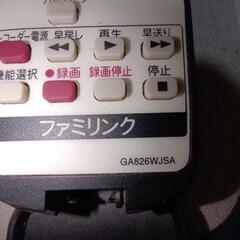 レコーダー電源 早戻し 再生 早送り
機能選択 ●録画 録画停止 停止
ファミリンク
GA826WJSA